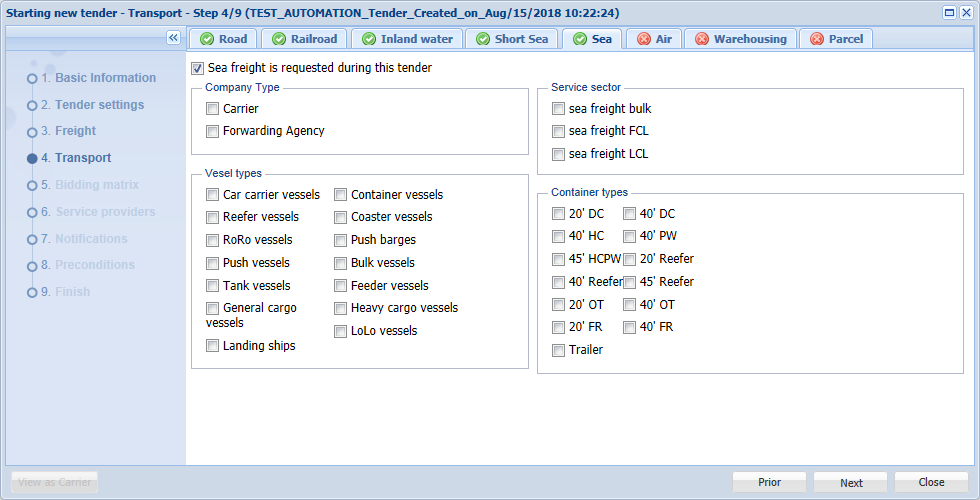 Starting new tender - Transport - Step 4/9 (TEST_AUTOMATION_Tender_Created_on_Aug/15/2018 10:22:24)
Road Railroad Inland water Short Sea Sea Air Warehousing Parcel
1. Basic Information
2. Tender settings
3. Freight
4. Transport
5. Bidding matrix
6. Service providers
7. Notifications
8. Preconditions
9. Finish
Sea freight is requested during this tender
Company Type
Carrier
Forwarding Agency
Vesel types
Car carrier vessels Container vessels
Reefer vessels Coaster vessels
RoRo vessels Push barges
Push vessels Bulk vessels
Tank vessels Feeder vessels
General cargo vessels Heavy cargo vessels
Landing ships LoLo vessels
Service sector
sea freight bulk
sea freight FCL
sea freight LCL
Container types
20' DC 40' DC
40' HC 40' PW
45' HCPW 20' Reefer
40' Reefer 45' Reefer
20' OT 40' OT
20' FR 40' FR
Trailer
View as Carrier Prior Next Close